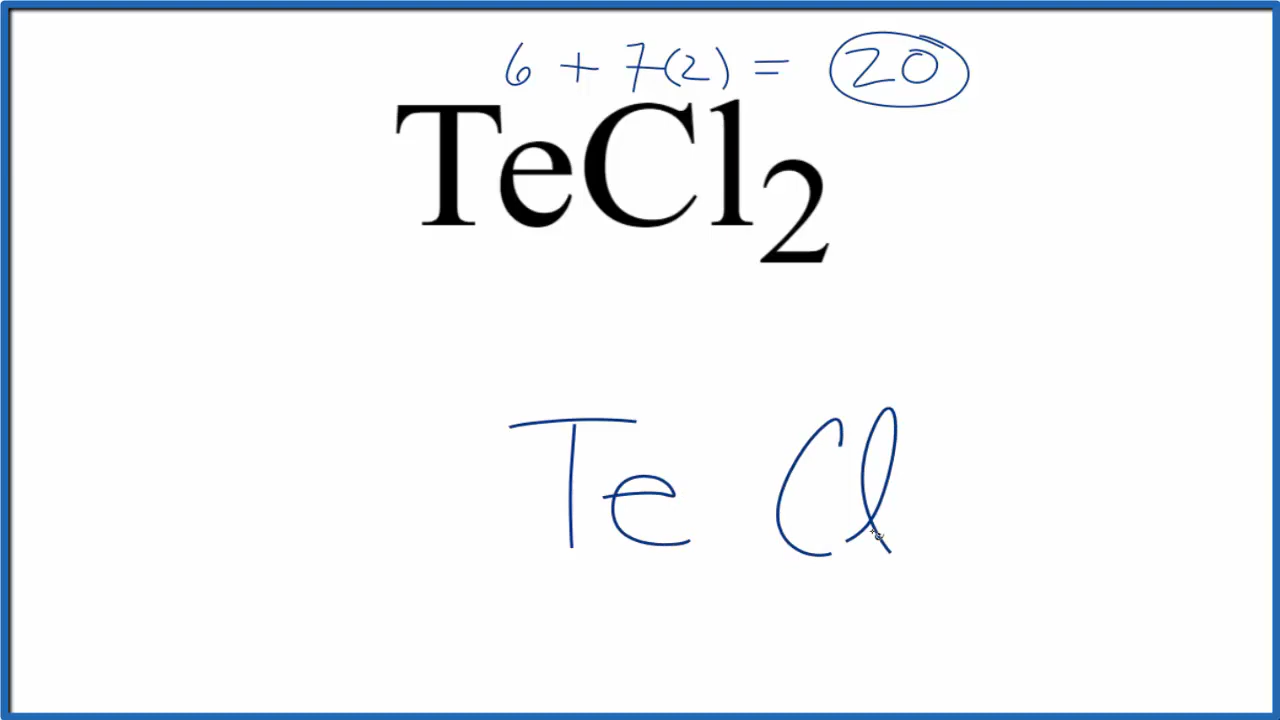 6 + 7(2) = 20
TeCl₂
Te Cl